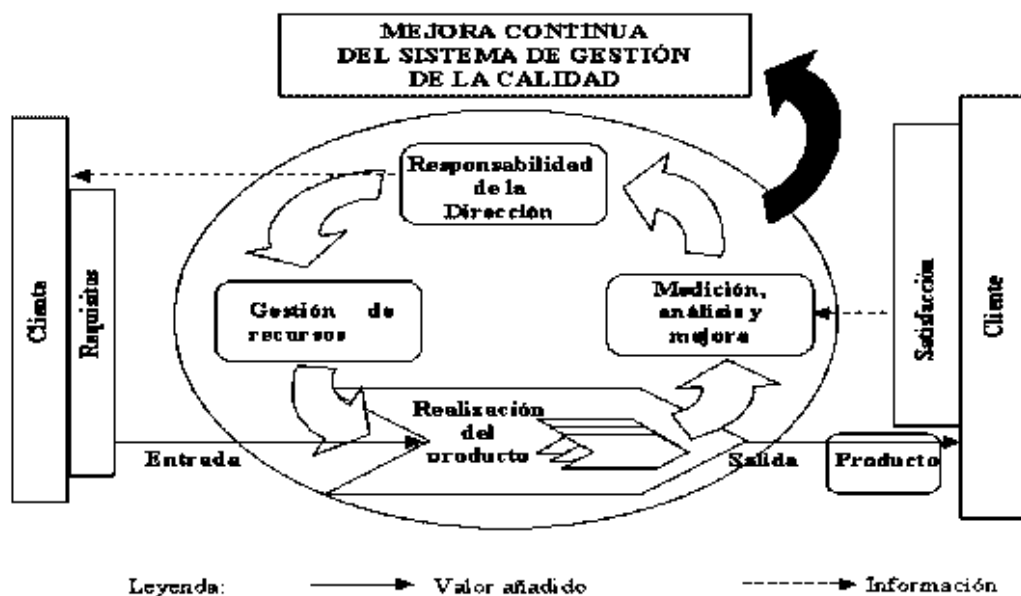 MEJORA CONTINUA
DEL SISTEMA DE GESTIÓN
DE LA CALIDAD
Responsabilidad
de la
Dirección
Cliente
Requisitos
Gestión de
recursos
Medición,
análisis y
mejora
Satisfacción
Cliente
Realización
del
producto
Entrada
Salida
Producto
Leyenda:
Valor añadido
Información